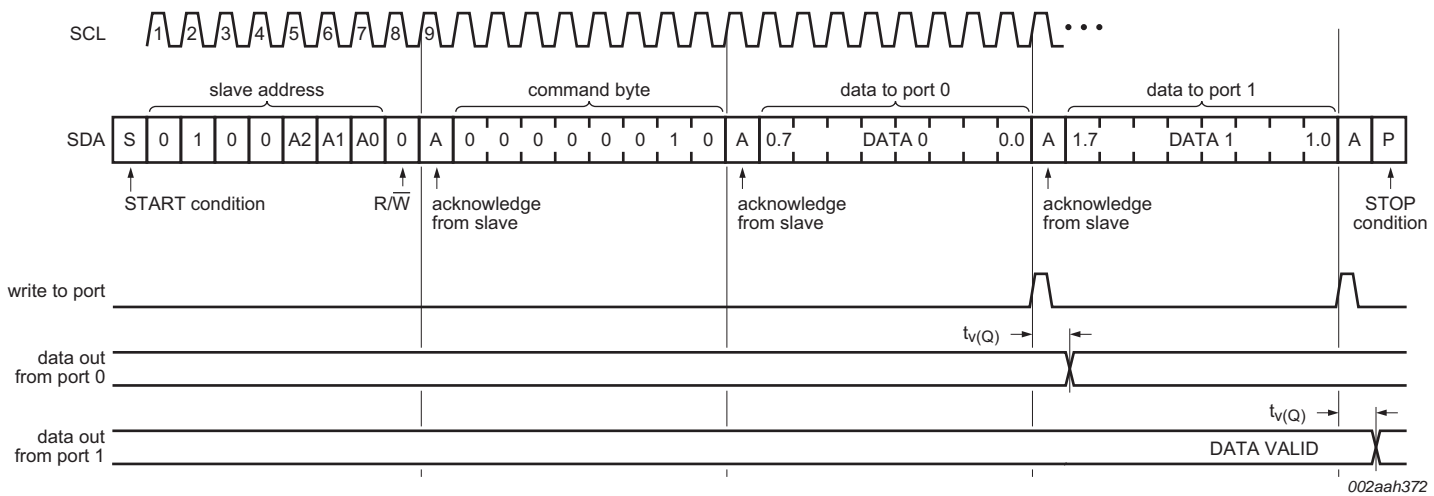 SCL 1 2 3 4 5 6 7 8 9 •••
slave address command byte data to port 0 data to port 1
SDA S 0 1 0 0 A2 A1 A0 0 A 0 0 0 0 0 0 1 0 A 0.7 DATA 0 0.0 A 1.7 DATA 1 1.0 A P
START condition R/W̅ acknowledge acknowledge acknowledge STOP
from slave from slave from slave condition
write to port
tv(Q)
data out
from port 0
tv(Q)
data out
from port 1 DATA VALID
002aah372